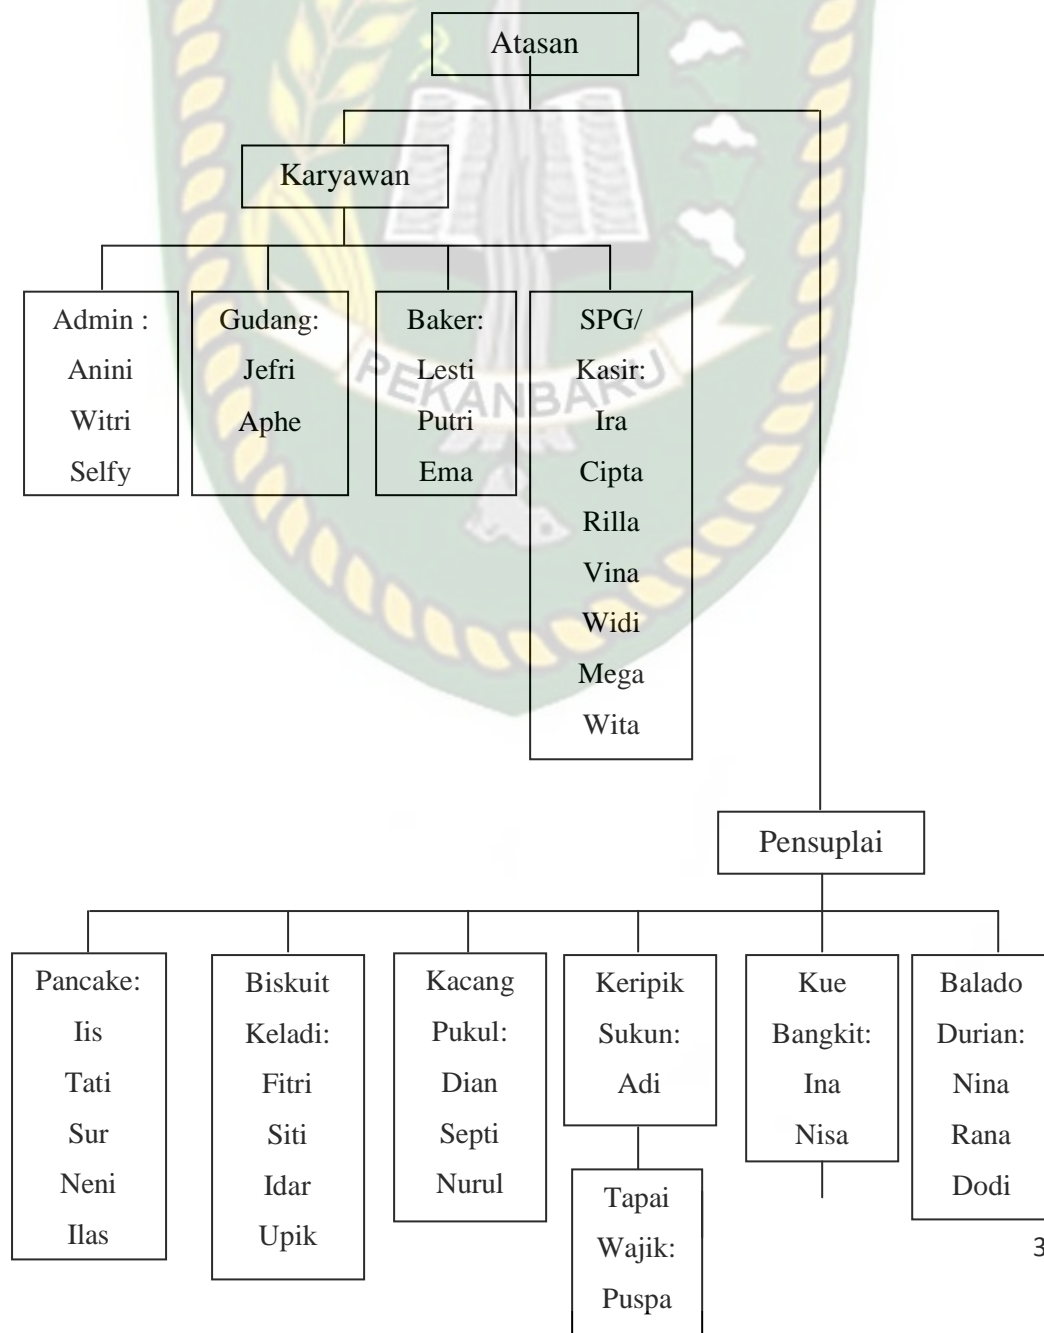 Atasan
Karyawan
Admin :
Anini
Witri
Selfy
Gudang:
Jefri
Aphe
Baker:
Lesti
Putri
Ema
SPG/
Kasir:
Ira
Cipta
Rilla
Vina
Widi
Mega
Wita
PEKANBARU
Pensuplai
Pancake:
Iis
Tati
Sur
Neni
Ilas
Biskuit
Keladi:
Fitri
Siti
Idar
Upik
Kacang
Pukul:
Dian
Septi
Nurul
Keripik
Sukun:
Adi
Tapai
Wajik:
Puspa
Kue
Bangkit:
Ina
Nisa
Balado
Durian:
Nina
Rana
Dodi
3